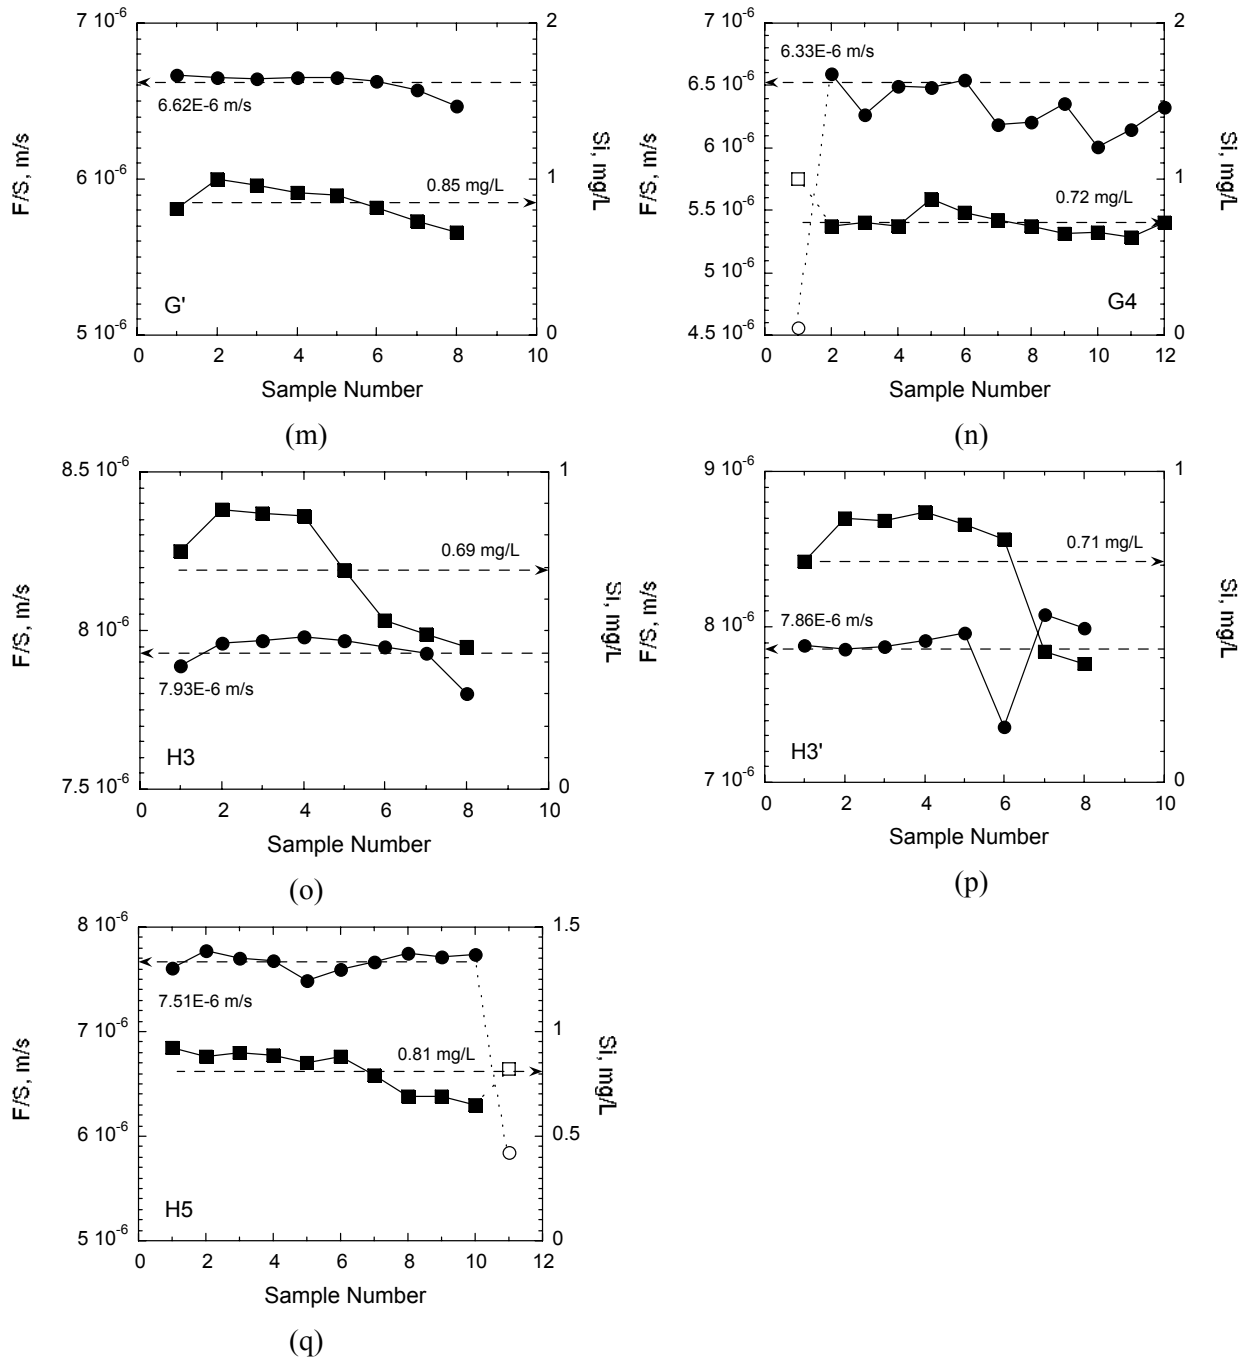 7 10⁻⁶
6 10⁻⁶
5 10⁻⁶
F/S, m/s
2
1
0
Si, mg/L
6.62E-6 m/s
0.85 mg/L
G'
0 2 4 6 8 10
Sample Number
(m)
7 10⁻⁶
6.5 10⁻⁶
6 10⁻⁶
5.5 10⁻⁶
5 10⁻⁶
4.5 10⁻⁶
F/S, m/s
2
1
0
Si, mg/L
6.33E-6 m/s
0.72 mg/L
G4
0 2 4 6 8 10 12
Sample Number
(n)
8.5 10⁻⁶
8 10⁻⁶
7.5 10⁻⁶
F/S, m/s
1
0
Si, mg/L
0.69 mg/L
7.93E-6 m/s
H3
0 2 4 6 8 10
Sample Number
(o)
9 10⁻⁶
8 10⁻⁶
7 10⁻⁶
F/S, m/s
1
0
Si, mg/L
0.71 mg/L
7.86E-6 m/s
H3'
0 2 4 6 8 10
Sample Number
(p)
8 10⁻⁶
7 10⁻⁶
6 10⁻⁶
5 10⁻⁶
F/S, m/s
1.5
1
0.5
0
Si, mg/L
7.51E-6 m/s
0.81 mg/L
H5
0 2 4 6 8 10 12
Sample Number
(q)